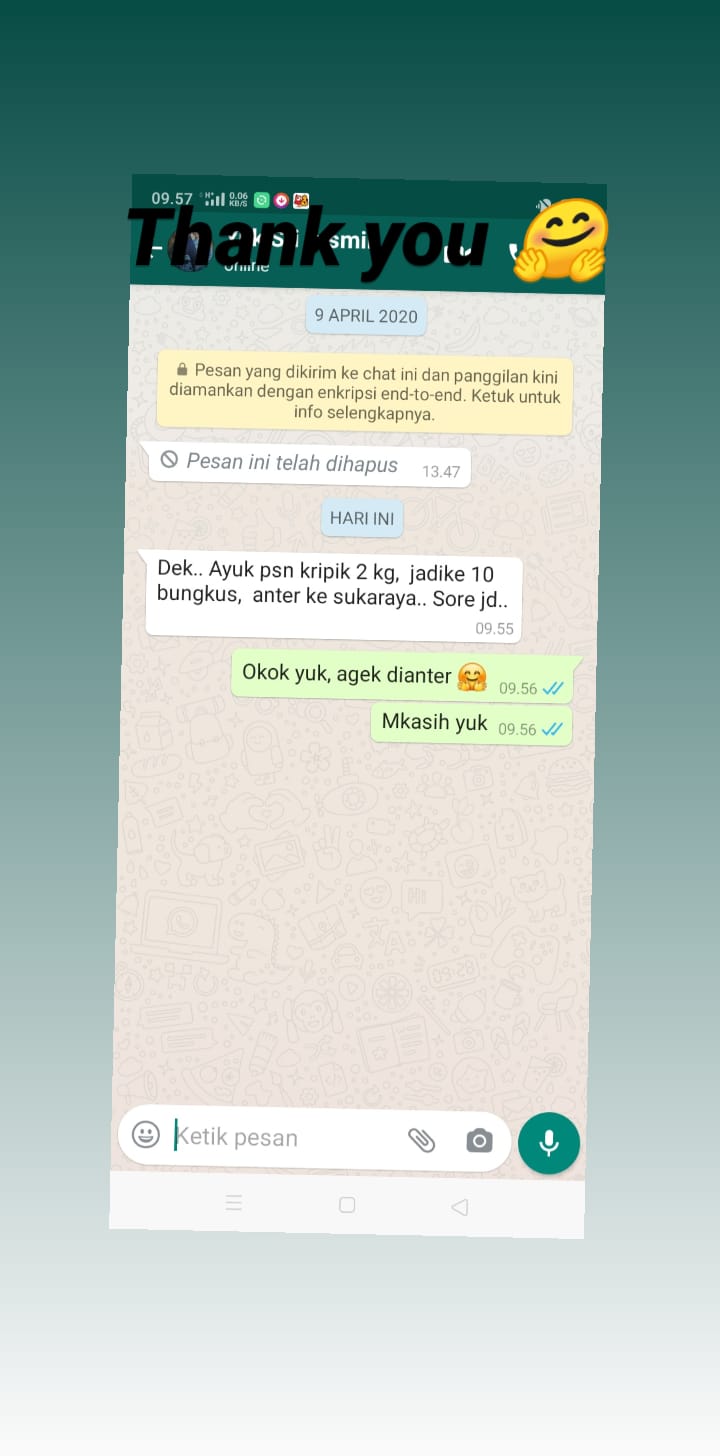 09.57 H+ 0.06 KB/S
Thank you
Online
9 APRIL 2020
Pesan yang dikirim ke chat ini dan panggilan kini
diamankan dengan enkripsi end-to-end. Ketuk untuk
info selengkapnya.
Pesan ini telah dihapus 13.47
HARI INI
Dek.. Ayuk psn kripik 2 kg, jadike 10
bungkus, anter ke sukaraya.. Sore jd..
09.55
Okok yuk, agek dianter 🤗 09.56
Mkasih yuk 09.56
Ketik pesan